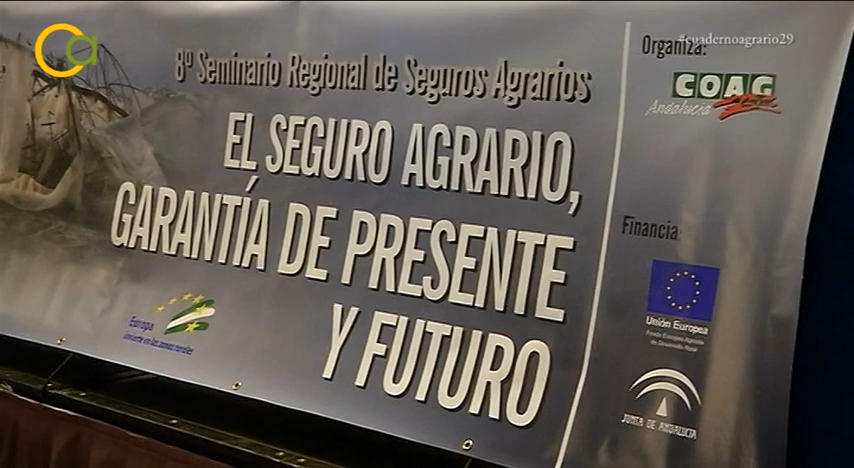 Ca
#cuadernoagrario29
8º Seminario Regional de Seguros Agrarios
EL SEGURO AGRARIO,
GARANTÍA DE PRESENTE
Y FUTURO
Europa
invierte en las zonas rurales
Organiza:
COAG
Andalucía
Financia:
Unión Europea
Fondo Europeo Agrícola
de Desarrollo Rural
JUNTA DE ANDALUCIA